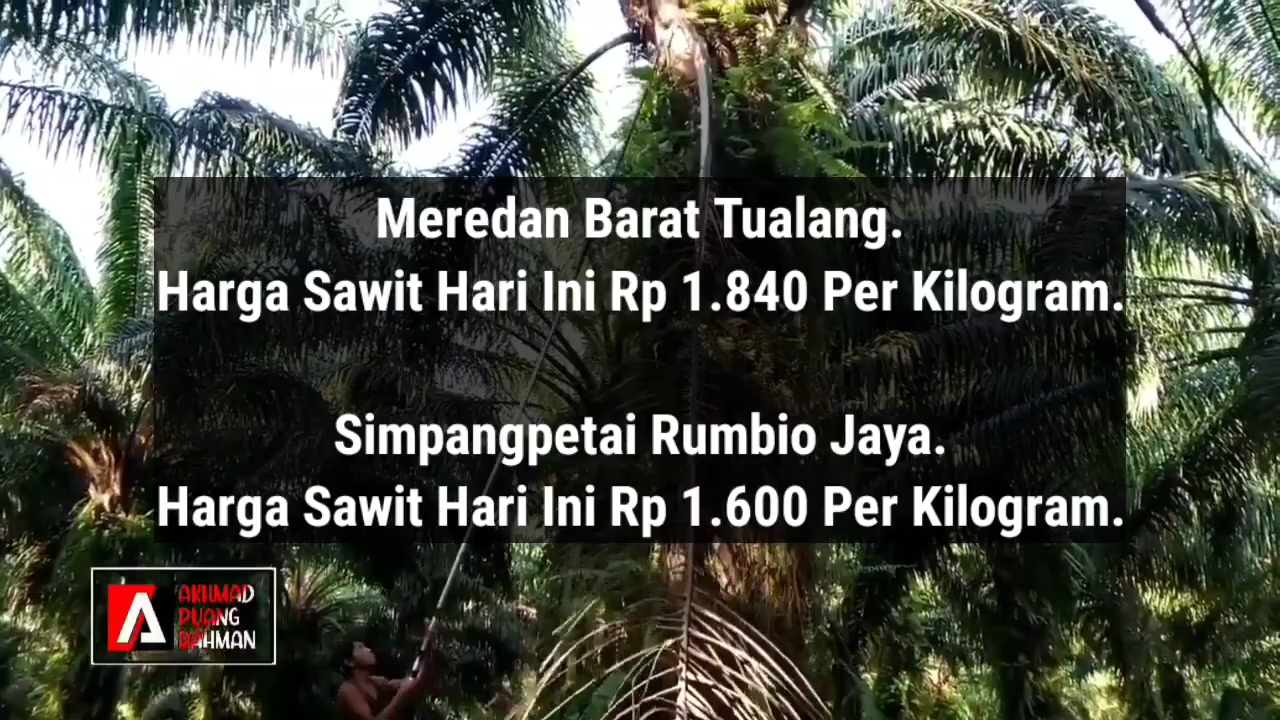 Meredan Barat Tualang.
Harga Sawit Hari Ini Rp 1.840 Per Kilogram.
Simpangpetai Rumbio Jaya.
Harga Sawit Hari Ini Rp 1.600 Per Kilogram.
AKHMAD
PUANG
RAHMAN